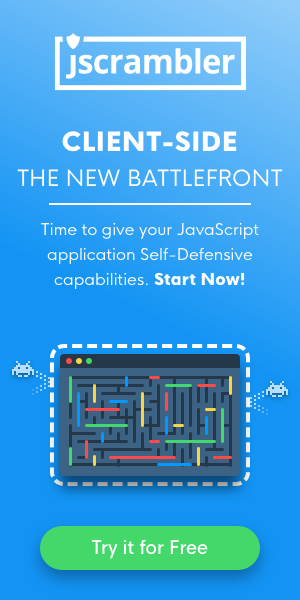 jscrambler
CLIENT-SIDE
THE NEW BATTLEFRONT
Time to give your JavaScript
application Self-Defensive
capabilities. Start Now!
Try it for Free